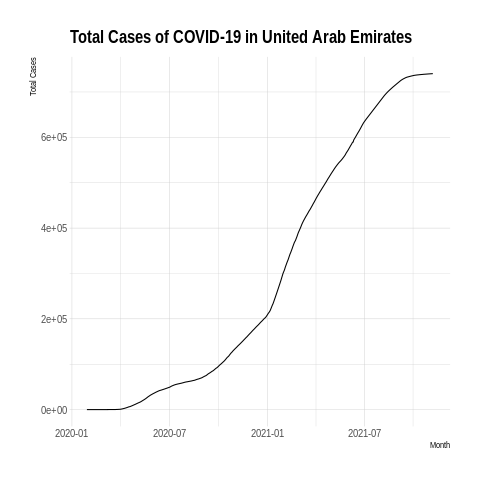 Total Cases of COVID-19 in United Arab Emirates
Total Cases
6e+05
4e+05
2e+05
0e+00
2020-01 2020-07 2021-01 2021-07
Month